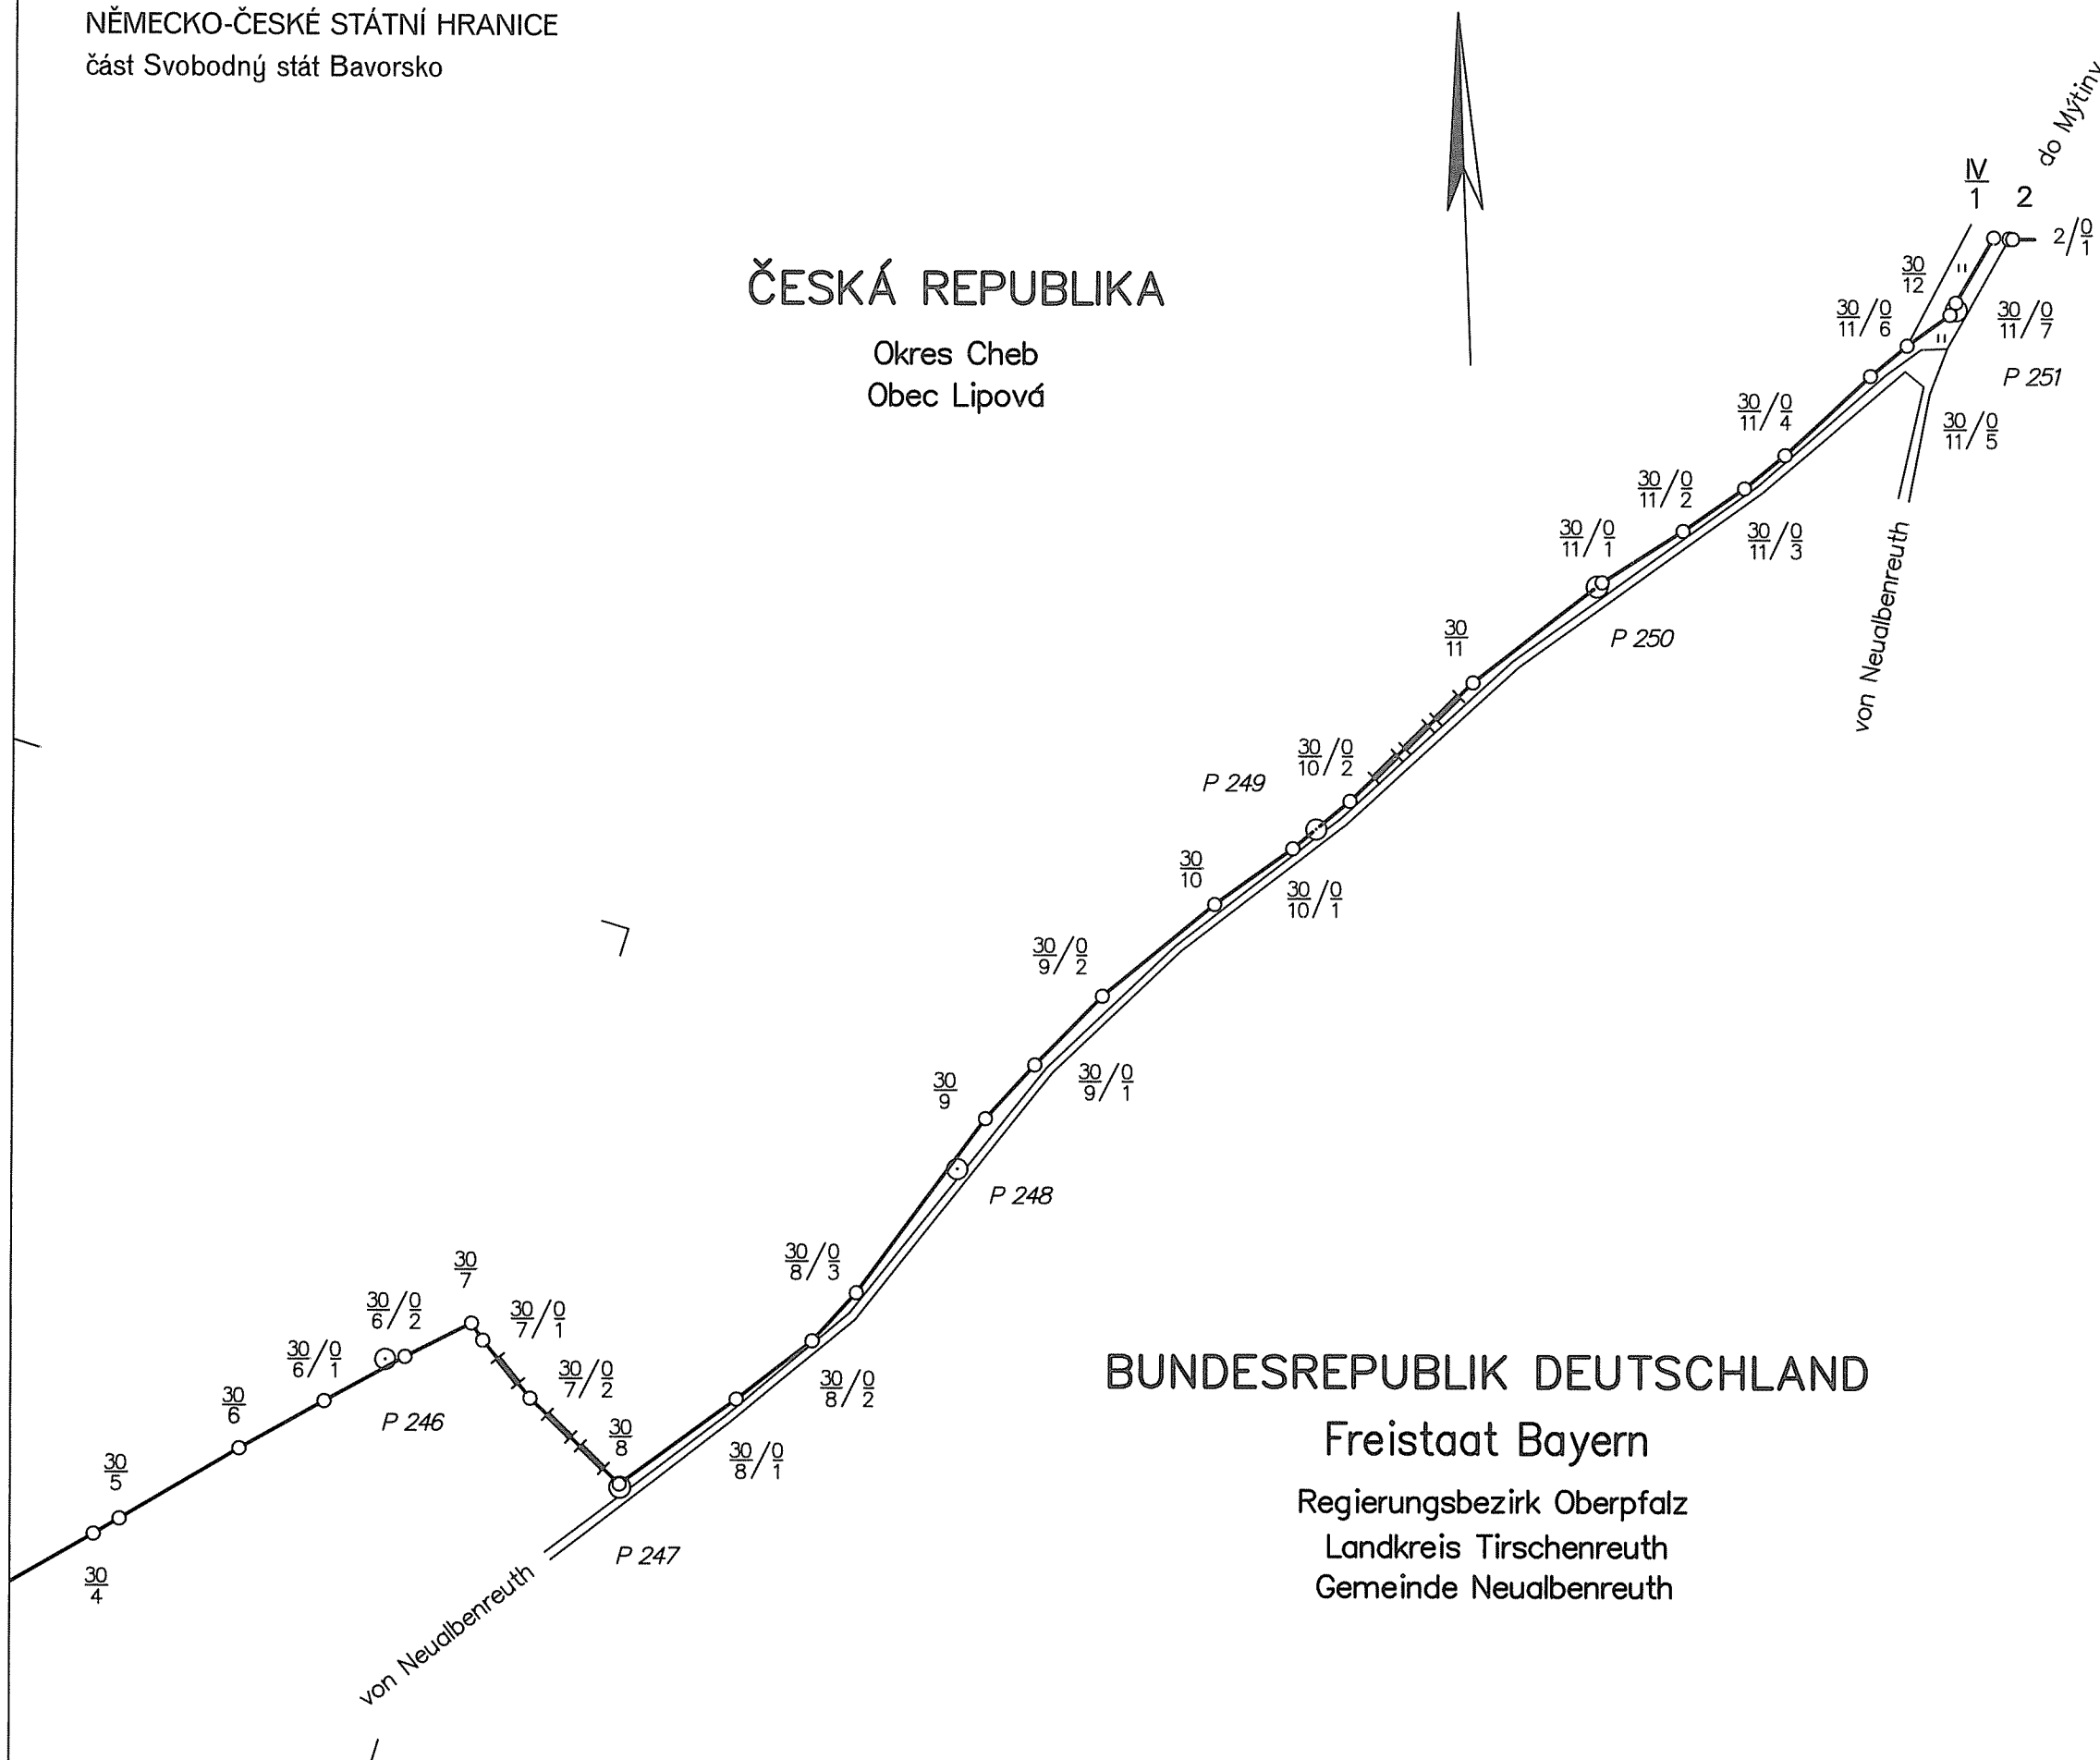 NĚMECKO-ČESKÉ STÁTNÍ HRANICE
část Svobodný stát Bavorsko
do Mýtiny
IV/1 2
2/0/1
ČESKÁ REPUBLIKA
Okres Cheb
Obec Lipová
30/12
30/11/0/6
30/11/0/7
P 251
30/11/0/4
30/11/0/5
30/11/0/2
30/11/0/1
30/11/0/3
von Neualbenreuth
30/11
P 250
30/10/0/2
P 249
30/10
30/10/0/1
30/9/0/2
30/9
30/9/0/1
P 248
30/8/0/3
30/7
30/6/0/2
30/7/0/1
30/6/0/1
30/7/0/2
30/8/0/2
30/6
P 246
30/8
30/8/0/1
30/5
30/4
P 247
von Neualbenreuth
BUNDESREPUBLIK DEUTSCHLAND
Freistaat Bayern
Regierungsbezirk Oberpfalz
Landkreis Tirschenreuth
Gemeinde Neualbenreuth